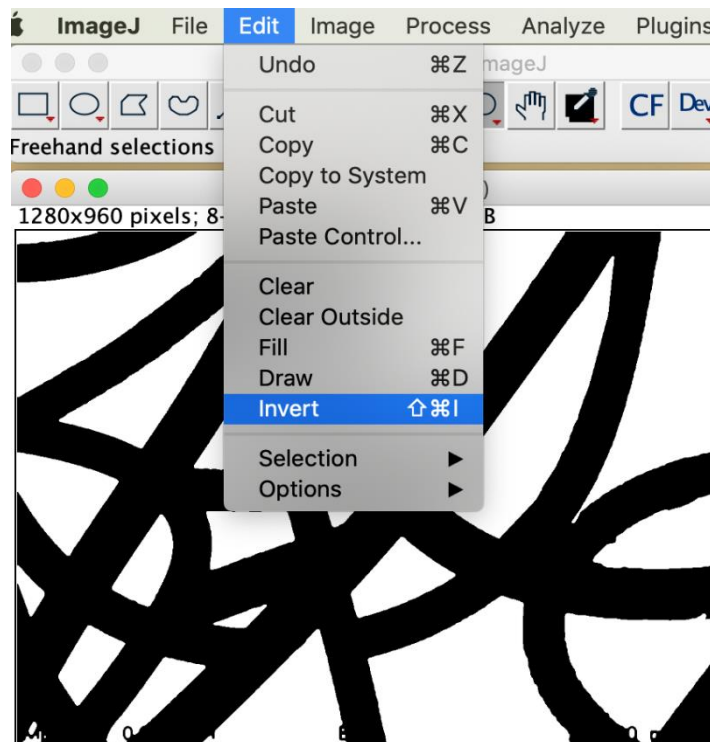 ImageJ File Edit Image Process Analyze Plugins
Undo ⌘Z
CF Dev
Cut ⌘X
Freehand selections
Copy ⌘C
Copy to System
1280x960 pixels; 8-
Paste ⌘V
Paste Control...
Clear
Clear Outside
Fill ⌘F
Draw ⌘D
Invert ⇧⌘I
Selection ▶
Options ▶